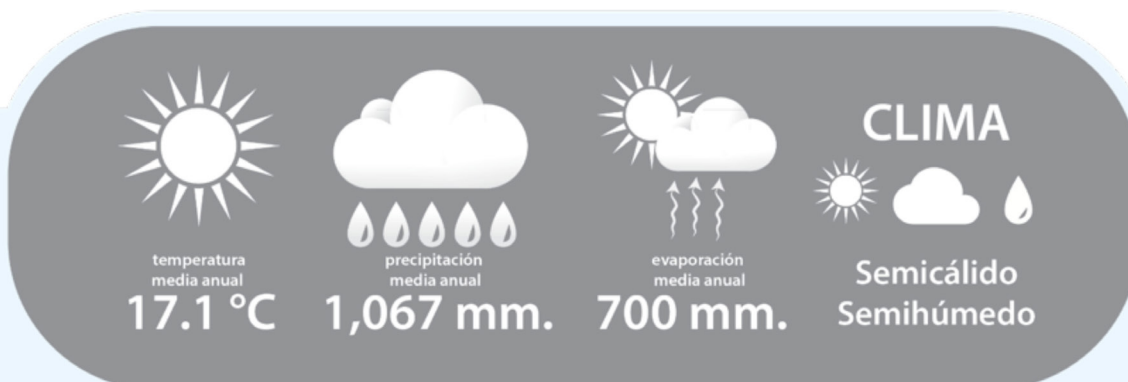 temperatura
media anual
17.1 °C
precipitación
media anual
1,067 mm.
evaporación
media anual
700 mm.
CLIMA
Semicálido
Semihúmedo